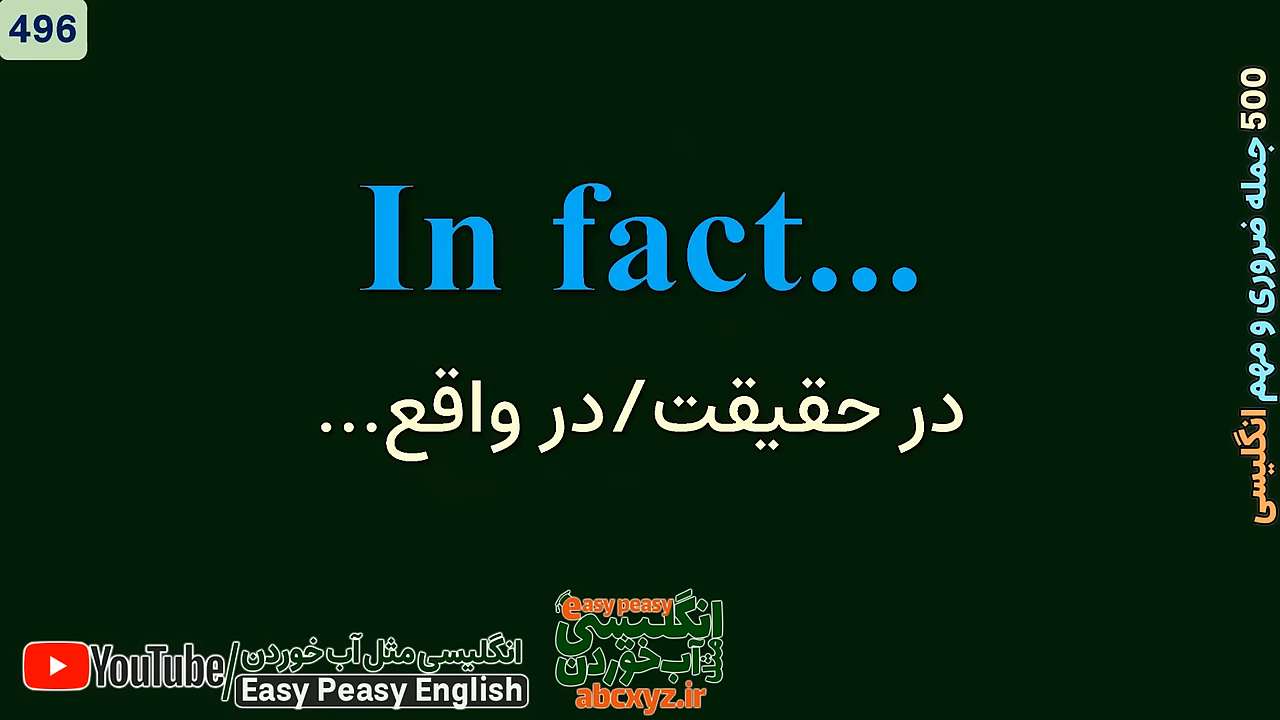 496
500 جمله ضروری و مهم انگلیسی
In fact...
در حقیقت/در واقع...
YouTube/انگلیسی مثل آب خوردن
Easy Peasy English
easy peasy
انگلیسی
مثل آب خوردن
abcxyz.ir